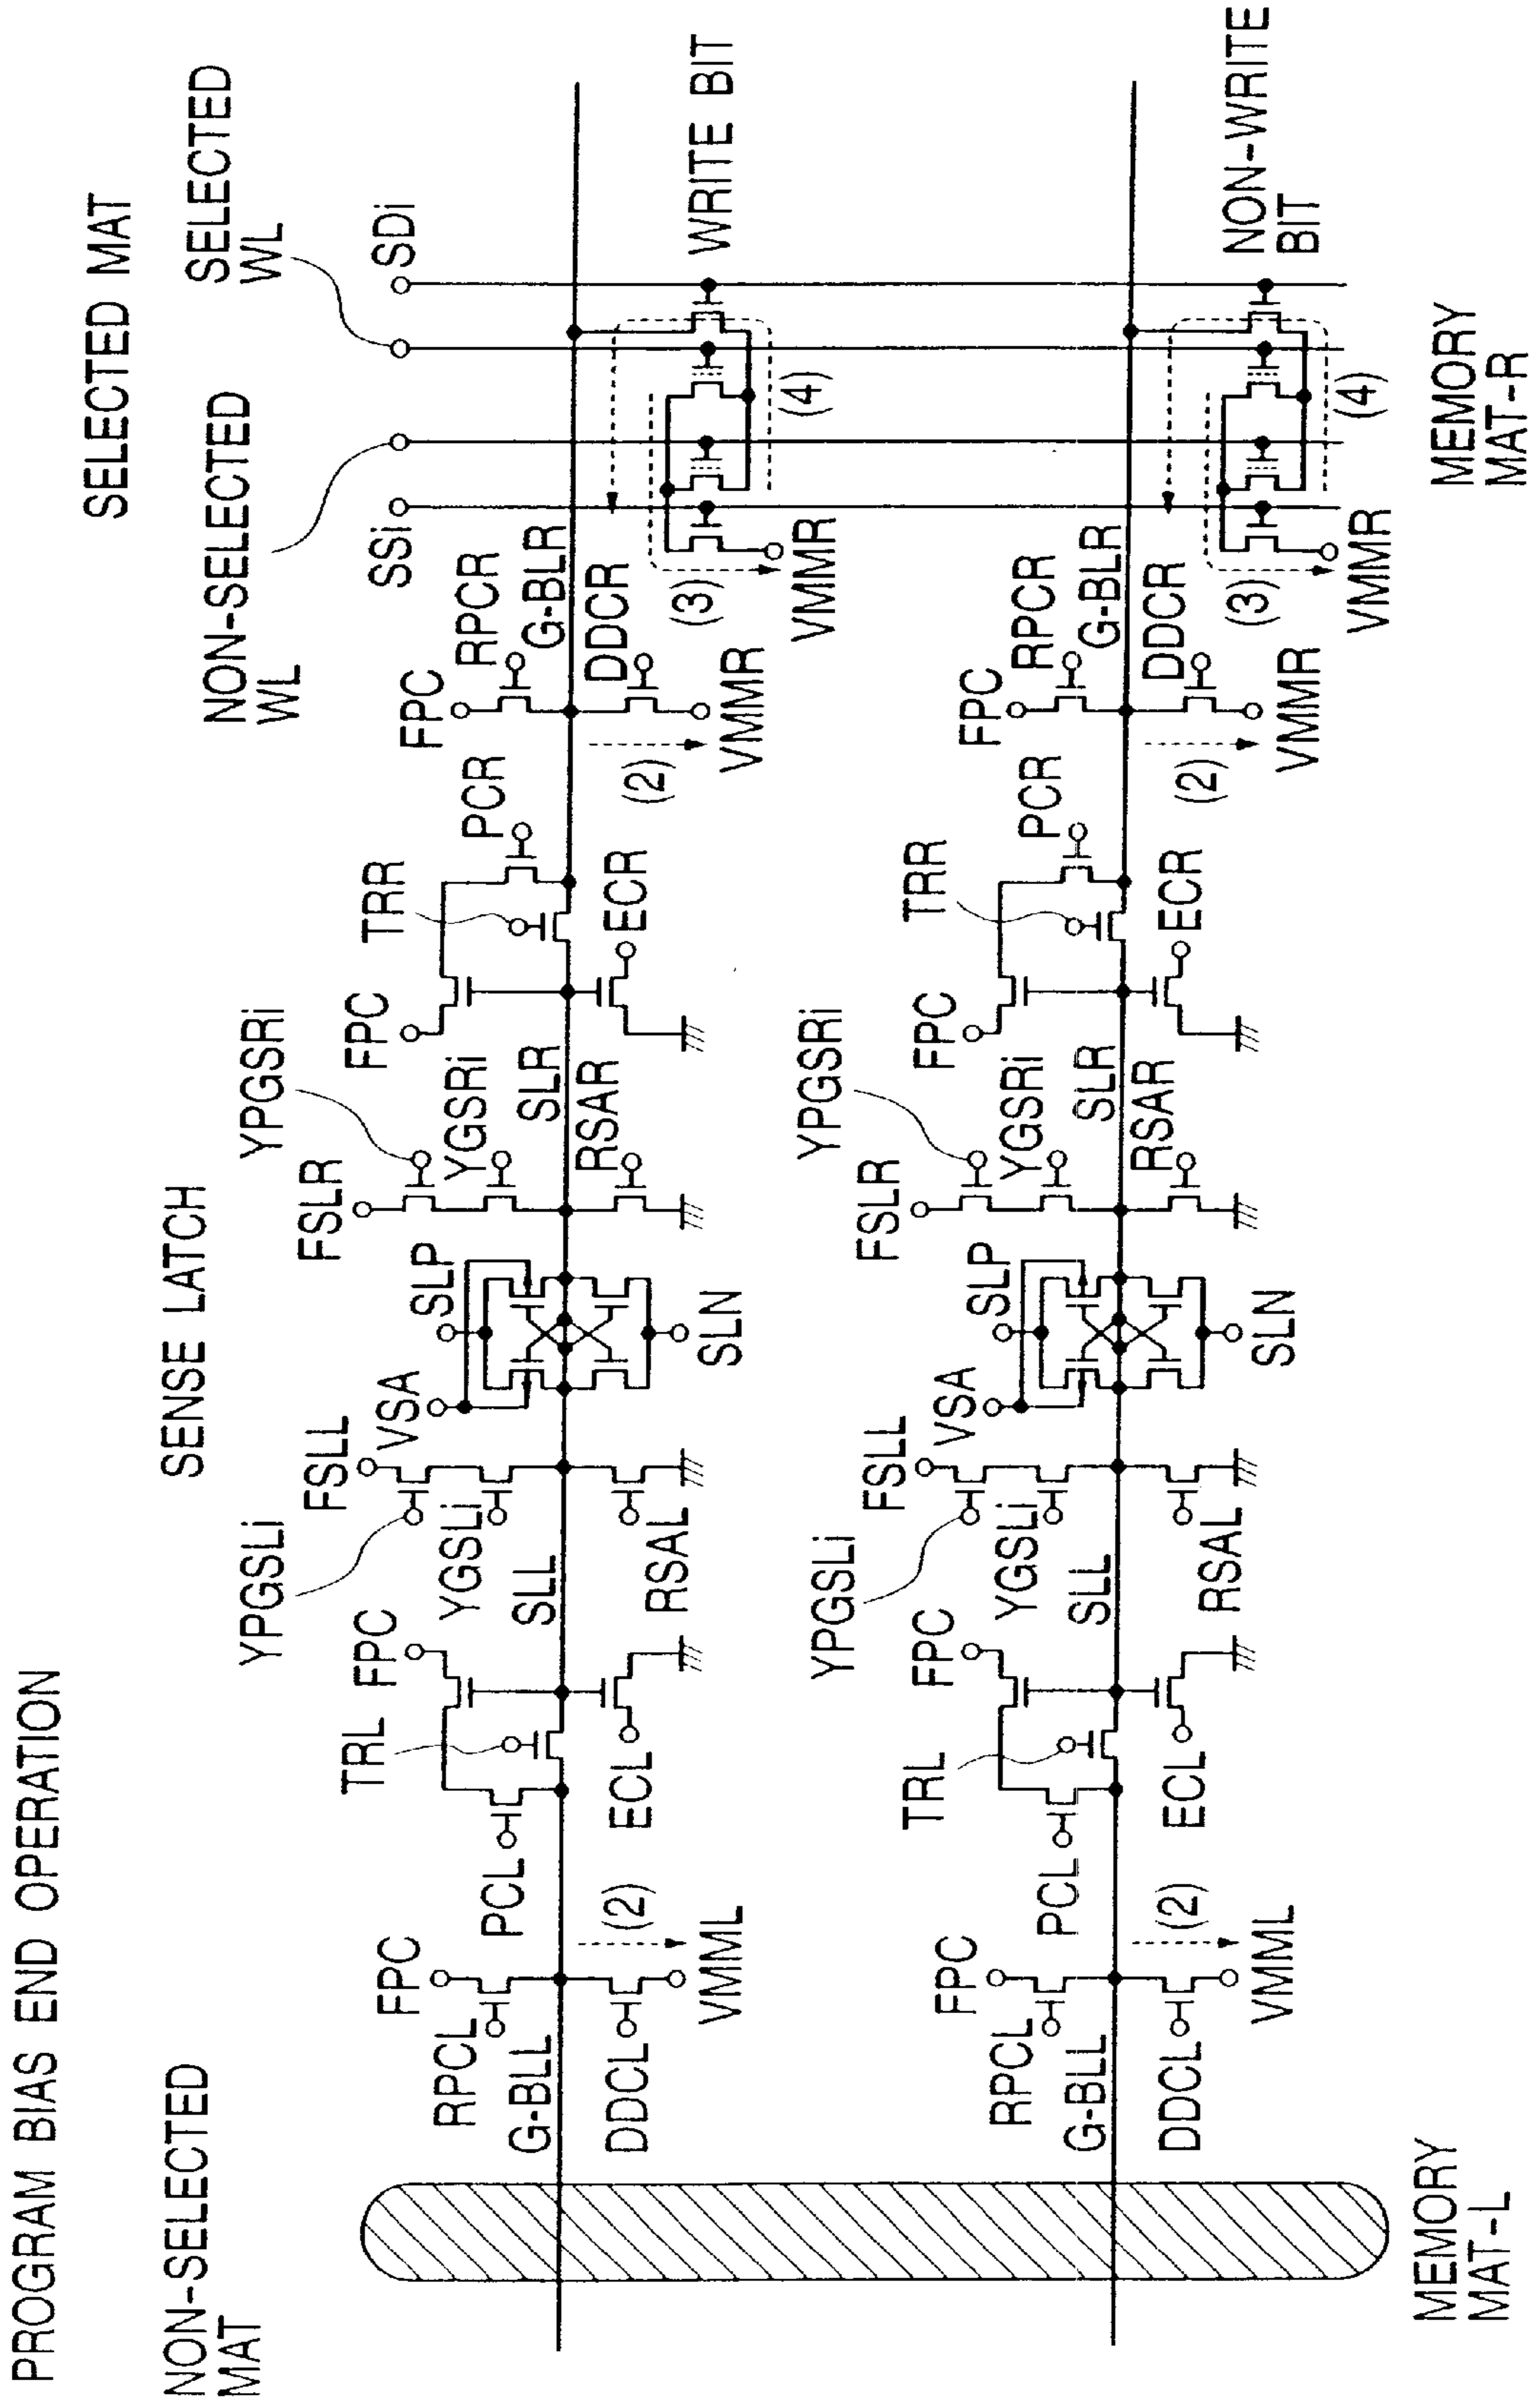 PROGRAM BIAS END OPERATION
NON-SELECTED
MAT
SENSE LATCH
SELECTED MAT
NON-SELECTED
WL
SELECTED
WL
YPGSLi
YPGSRi
SSi
SDi
FPC
TRL
FPC
FSLL
VSA
SLP
FSLR
FPC
TRR
FPC
RPCL
PCL
YGSLi
YGSRi
PCR
RPCR
G-BLL
SLL
SLR
G-BLR
DDCL
(2)
VMML
ECL
RSAL
SLN
RSAR
ECR
(2)
DDCR
VMMR
(3)
VMMR
(4)
WRITE BIT
YPGSLi
YPGSRi
FPC
TRL
FPC
FSLL
VSA
SLP
FSLR
FPC
TRR
FPC
RPCL
PCL
YGSLi
YGSRi
PCR
RPCR
G-BLL
SLL
SLR
G-BLR
DDCL
(2)
VMML
ECL
RSAL
SLN
RSAR
ECR
(2)
DDCR
VMMR
(3)
VMMR
(4)
NON-WRITE
BIT
MEMORY
MAT-L
MEMORY
MAT-R